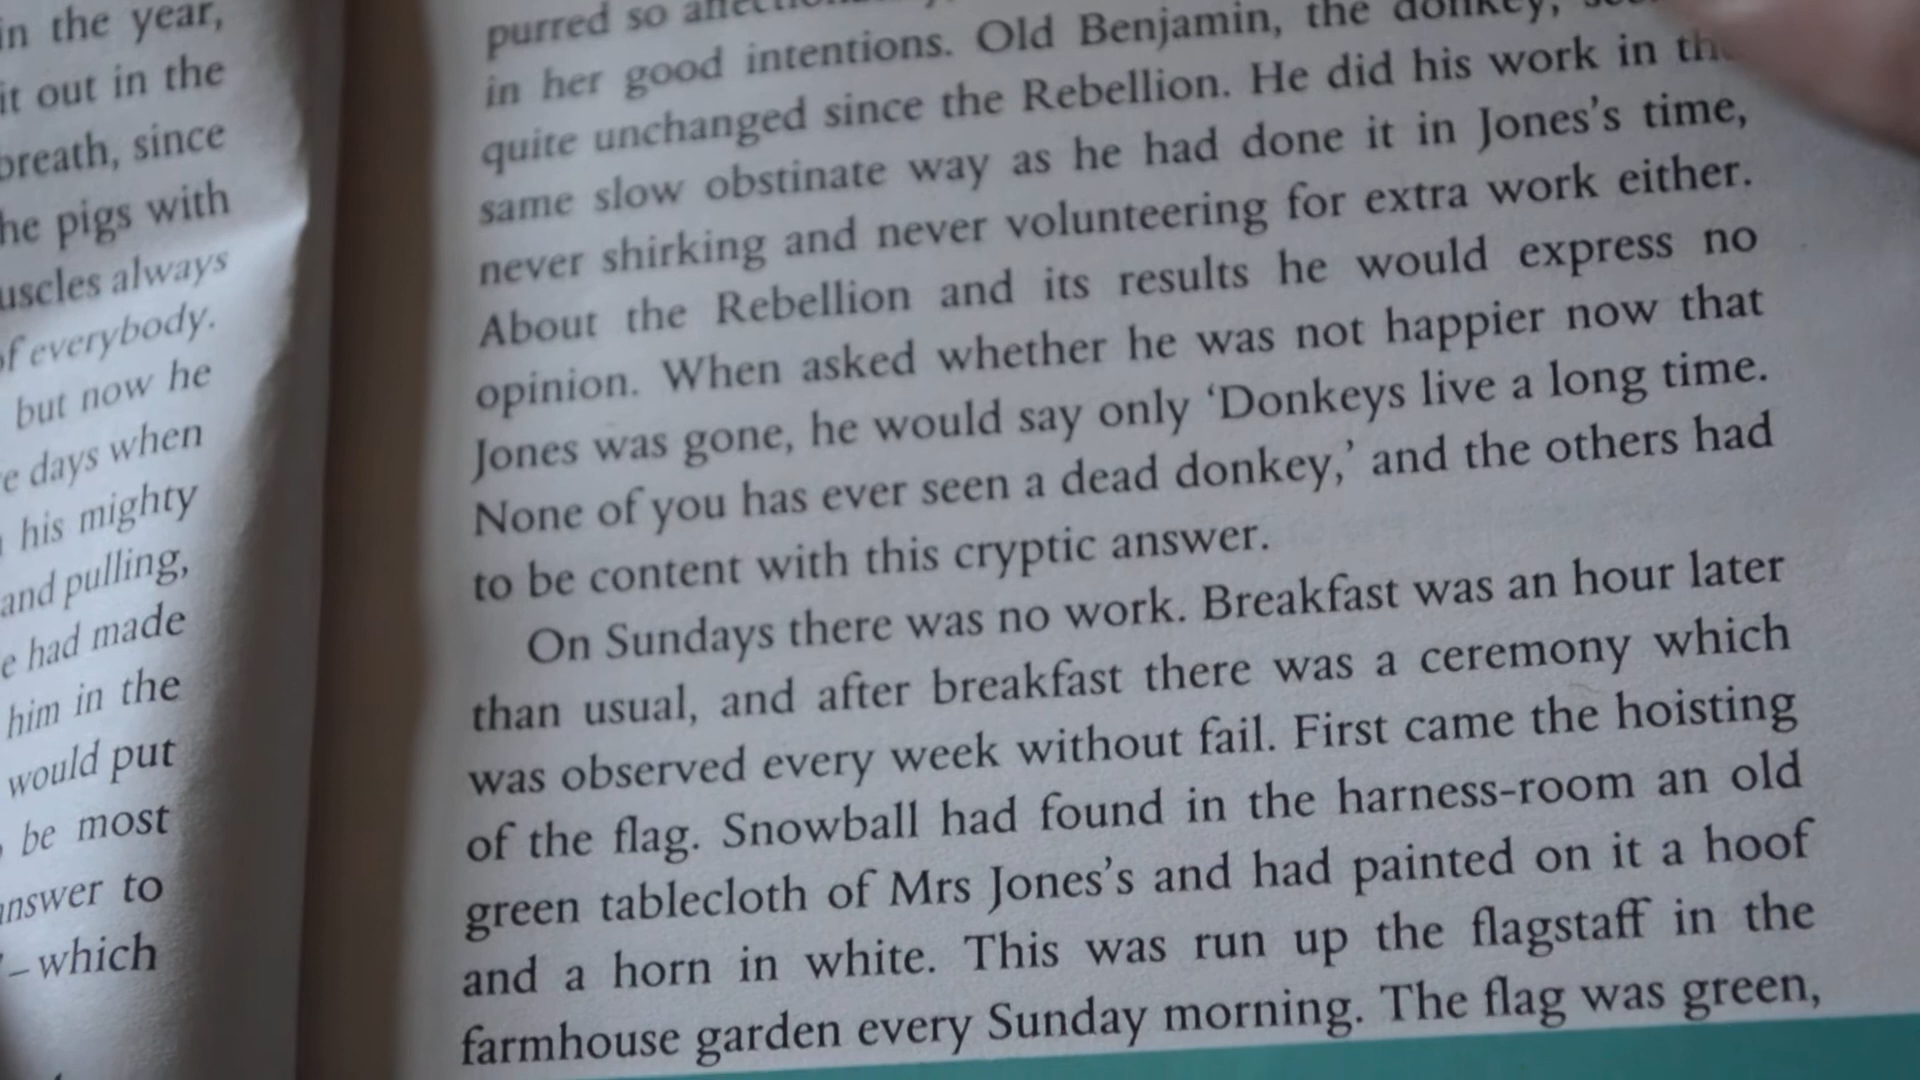 in the year,
it out in the
breath, since
he pigs with
uscles always
of everybody.
but now he
e days when
his mighty
and pulling,
e had made
him in the
would put
be most
answer to
– which
purred so
in her good intentions. Old Benjamin, the donkey,
quite unchanged since the Rebellion. He did his work in the
same slow obstinate way as he had done it in Jones's time,
never shirking and never volunteering for extra work either.
About the Rebellion and its results he would express no
opinion. When asked whether he was not happier now that
Jones was gone, he would say only ‘Donkeys live a long time.
None of you has ever seen a dead donkey,’ and the others had
to be content with this cryptic answer.
On Sundays there was no work. Breakfast was an hour later
than usual, and after breakfast there was a ceremony which
was observed every week without fail. First came the hoisting
of the flag. Snowball had found in the harness-room an old
green tablecloth of Mrs Jones's and had painted on it a hoof
and a horn in white. This was run up the flagstaff in the
farmhouse garden every Sunday morning. The flag was green,